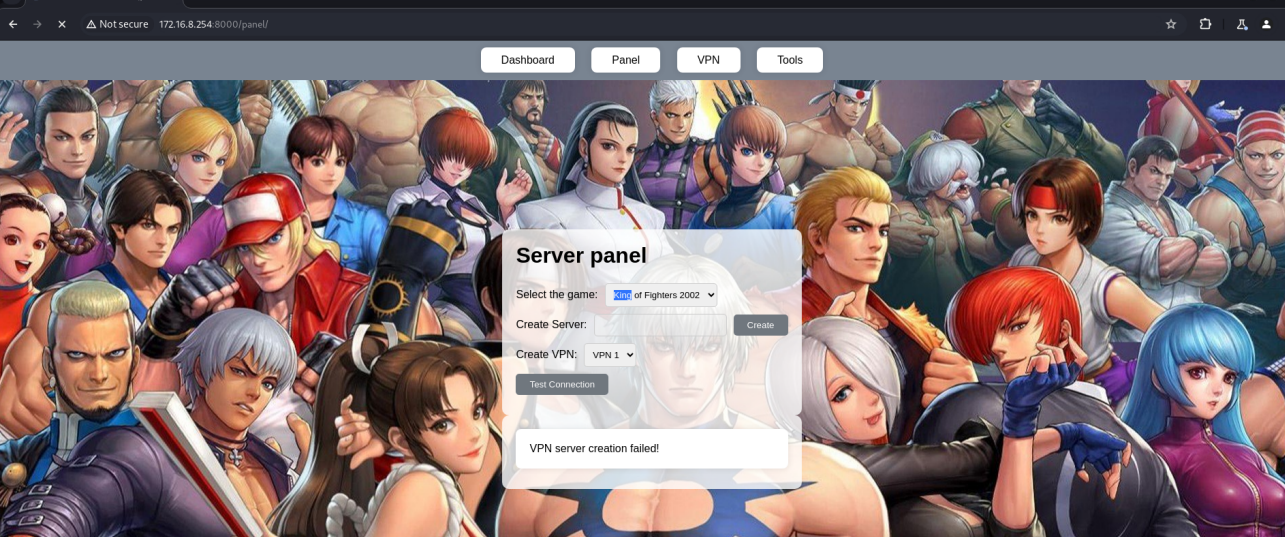 Not secure 172.16.8.254:8000/panel/
Dashboard Panel VPN Tools
Server panel
Select the game: King of Fighters 2002
Create Server: Create
Create VPN: VPN 1
Test Connection
VPN server creation failed!